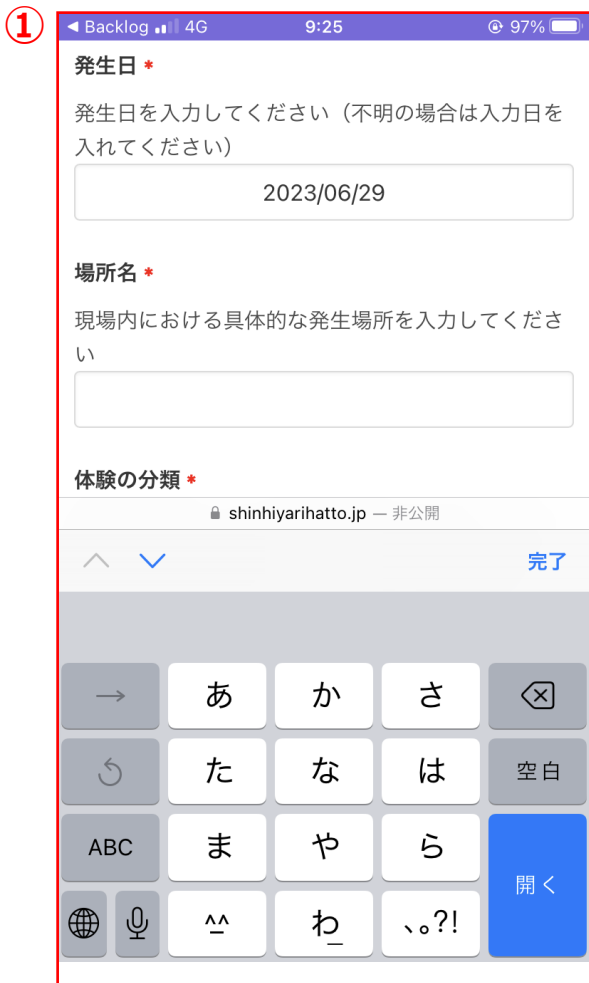 ①
◀ Backlog 4G 9:25 97%
発生日 *
発生日を入力してください（不明の場合は入力日を
入れてください）
2023/06/29
場所名 *
現場内における具体的な発生場所を入力してくださ
い
体験の分類 *
shinhiyarihatto.jp — 非公開
完了
→ あ か さ
た な は 空白
ABC ま や ら
開く
^_^ わ_ 、。?!